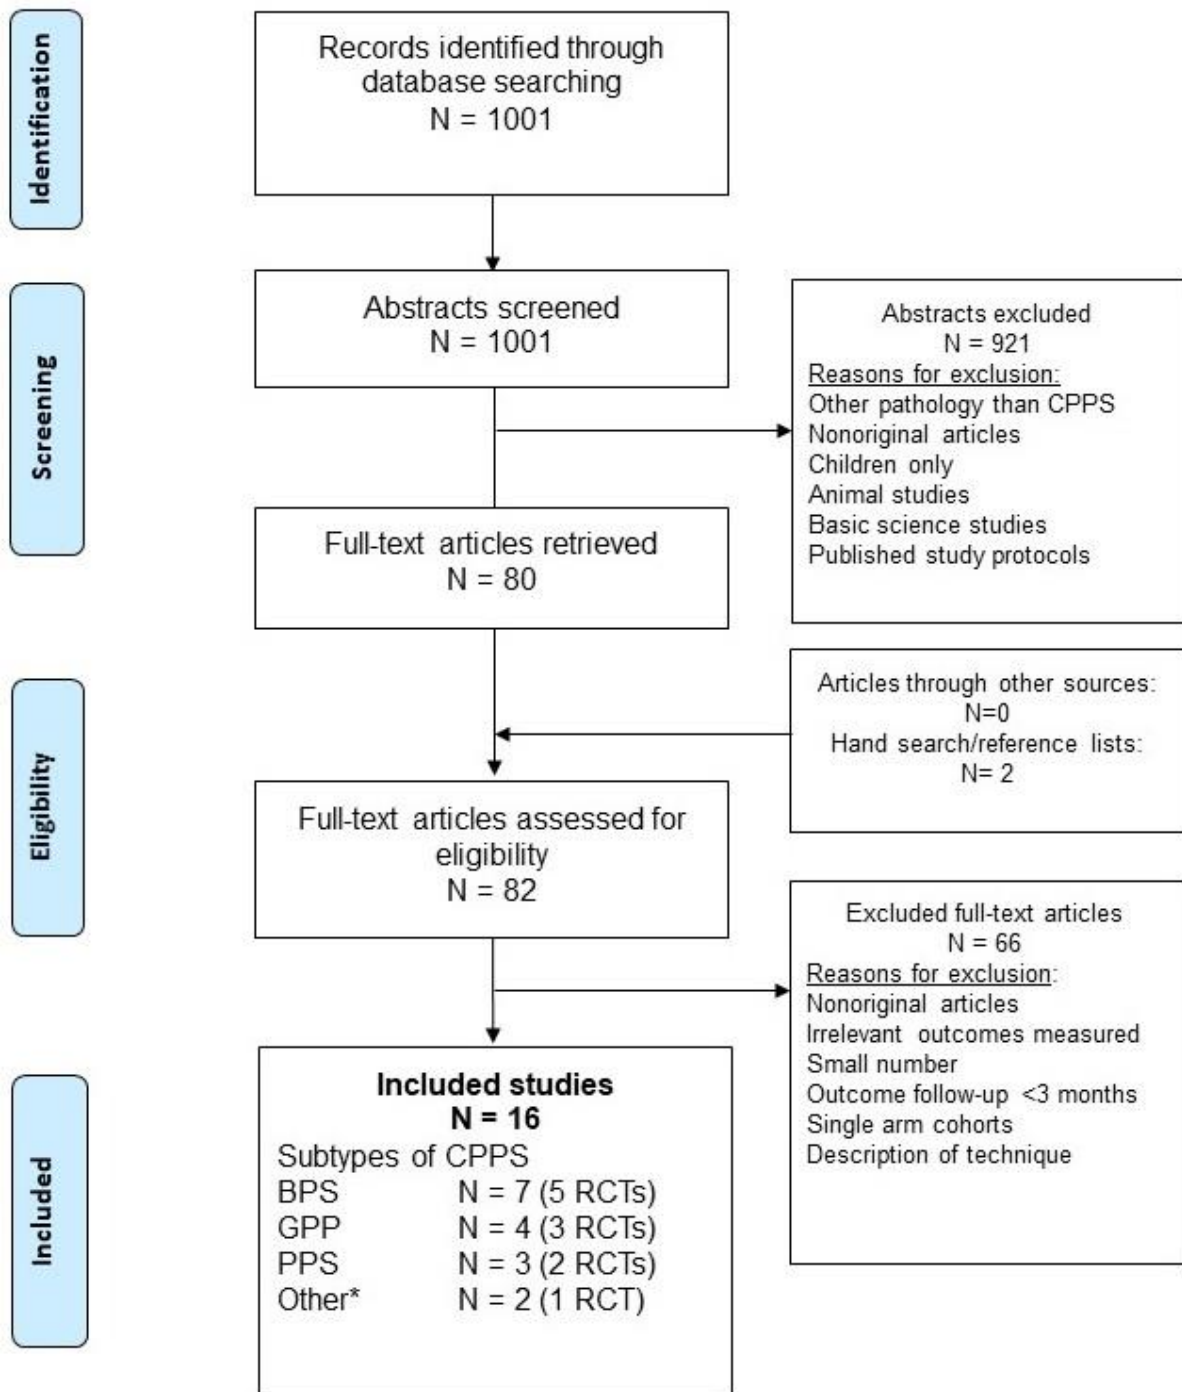 Identification
Records identified through
database searching
N = 1001
Screening
Abstracts screened
N = 1001
Abstracts excluded
N = 921
Reasons for exclusion:
Other pathology than CPPS
Nonoriginal articles
Children only
Animal studies
Basic science studies
Published study protocols
Full-text articles retrieved
N = 80
Articles through other sources:
N=0
Hand search/reference lists:
N= 2
Eligibility
Full-text articles assessed for
eligibility
N = 82
Excluded full-text articles
N = 66
Reasons for exclusion:
Nonoriginal articles
Irrelevant outcomes measured
Small number
Outcome follow-up <3 months
Single arm cohorts
Description of technique
Included
Included studies
N = 16
Subtypes of CPPS
BPS N = 7 (5 RCTs)
GPP N = 4 (3 RCTs)
PPS N = 3 (2 RCTs)
Other* N = 2 (1 RCT)